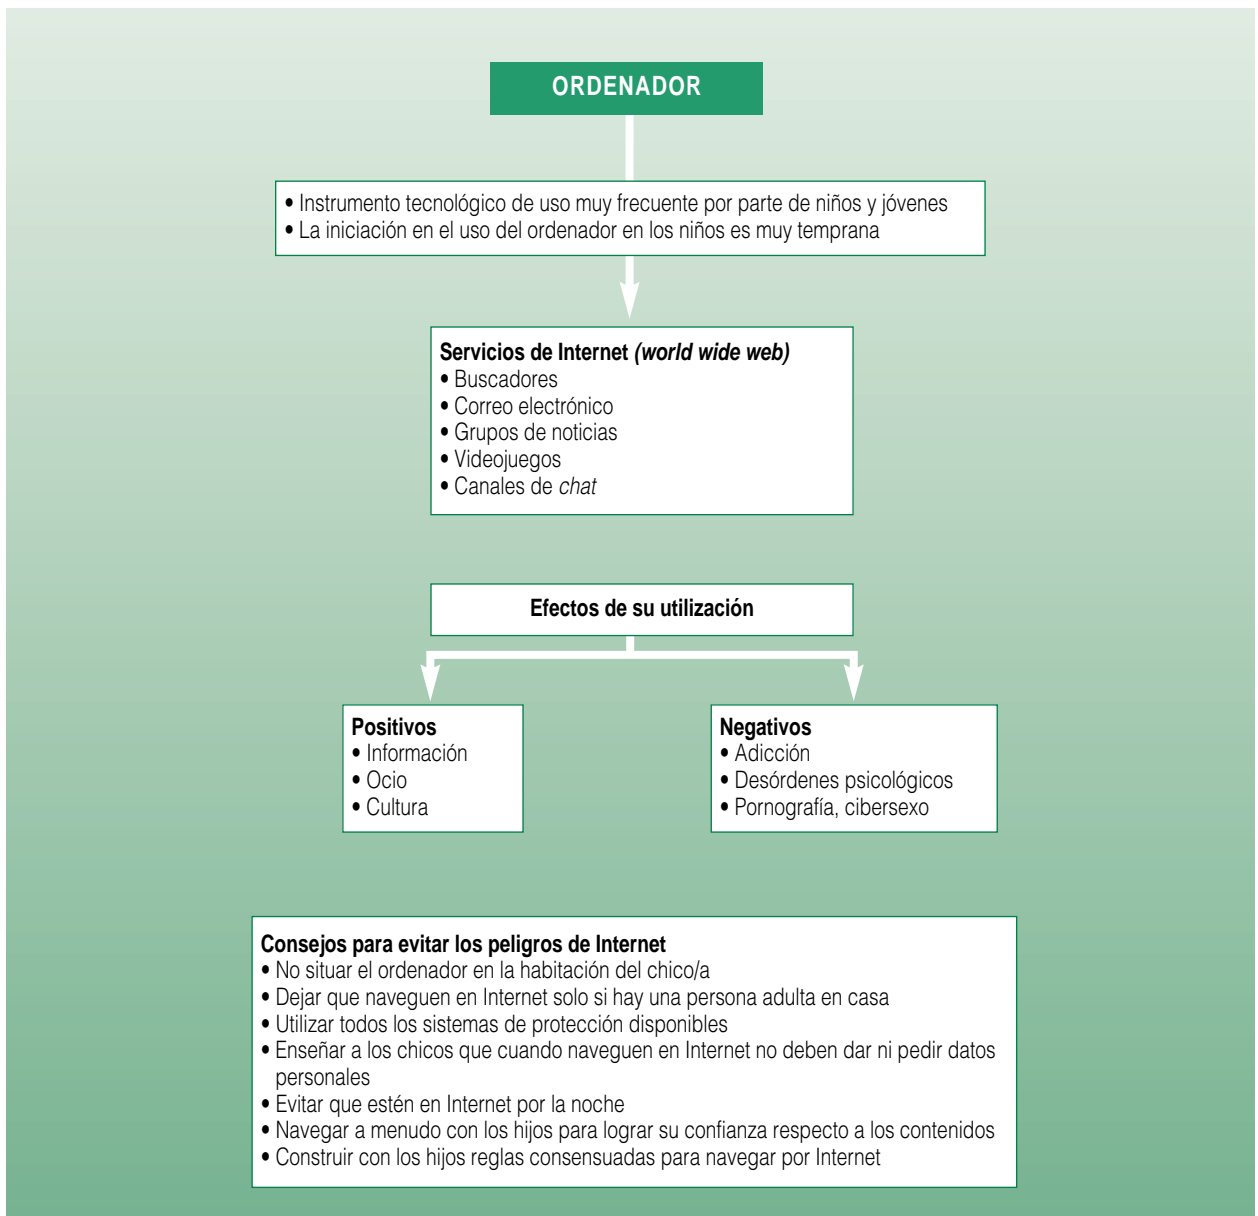 ORDENADOR
• Instrumento tecnológico de uso muy frecuente por parte de niños y jóvenes
• La iniciación en el uso del ordenador en los niños es muy temprana
Servicios de Internet (world wide web)
• Buscadores
• Correo electrónico
• Grupos de noticias
• Videojuegos
• Canales de chat
Efectos de su utilización
Positivos
• Información
• Ocio
• Cultura
Negativos
• Adicción
• Desórdenes psicológicos
• Pornografía, cibersexo
Consejos para evitar los peligros de Internet
• No situar el ordenador en la habitación del chico/a
• Dejar que naveguen en Internet solo si hay una persona adulta en casa
• Utilizar todos los sistemas de protección disponibles
• Enseñar a los chicos que cuando naveguen en Internet no deben dar ni pedir datos
personales
• Evitar que estén en Internet por la noche
• Navegar a menudo con los hijos para lograr su confianza respecto a los contenidos
• Construir con los hijos reglas consensuadas para navegar por Internet